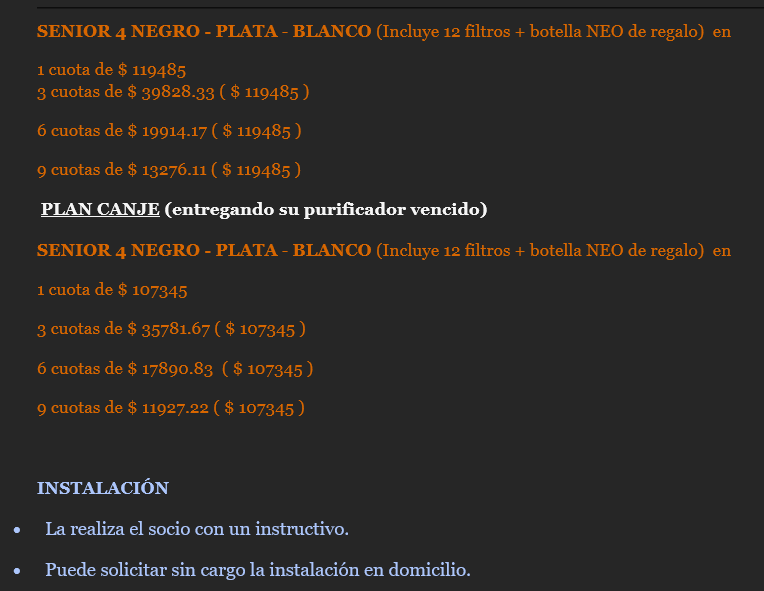 SENIOR 4 NEGRO - PLATA - BLANCO (Incluye 12 filtros + botella NEO de regalo) en
1 cuota de $ 119485
3 cuotas de $ 39828.33 ( $ 119485 )
6 cuotas de $ 19914.17 ( $ 119485 )
9 cuotas de $ 13276.11 ( $ 119485 )
PLAN CANJE (entregando su purificador vencido)
SENIOR 4 NEGRO - PLATA - BLANCO (Incluye 12 filtros + botella NEO de regalo) en
1 cuota de $ 107345
3 cuotas de $ 35781.67 ( $ 107345 )
6 cuotas de $ 17890.83 ( $ 107345 )
9 cuotas de $ 11927.22 ( $ 107345 )
INSTALACIÓN
• La realiza el socio con un instructivo.
• Puede solicitar sin cargo la instalación en domicilio.